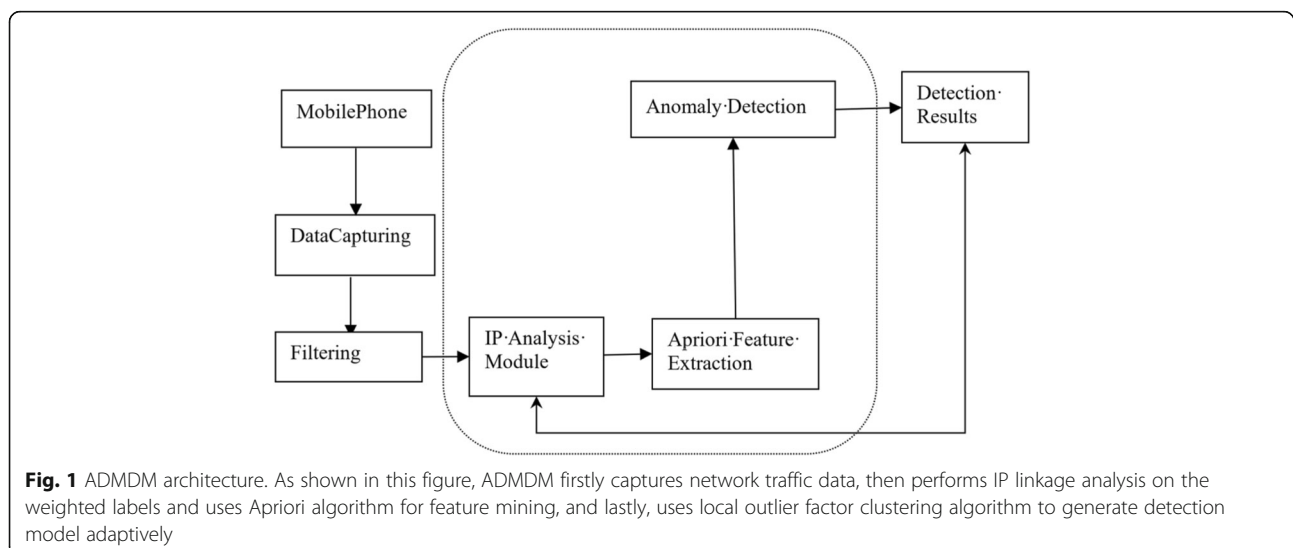 MobilePhone
DataCapturing
Filtering
IP·Analysis·
Module
Apriori·Feature·
Extraction
Anomaly·Detection
Detection·
Results
Fig. 1 ADMDM architecture. As shown in this figure, ADMDM firstly captures network traffic data, then performs IP linkage analysis on the
weighted labels and uses Apriori algorithm for feature mining, and lastly, uses local outlier factor clustering algorithm to generate detection
model adaptively